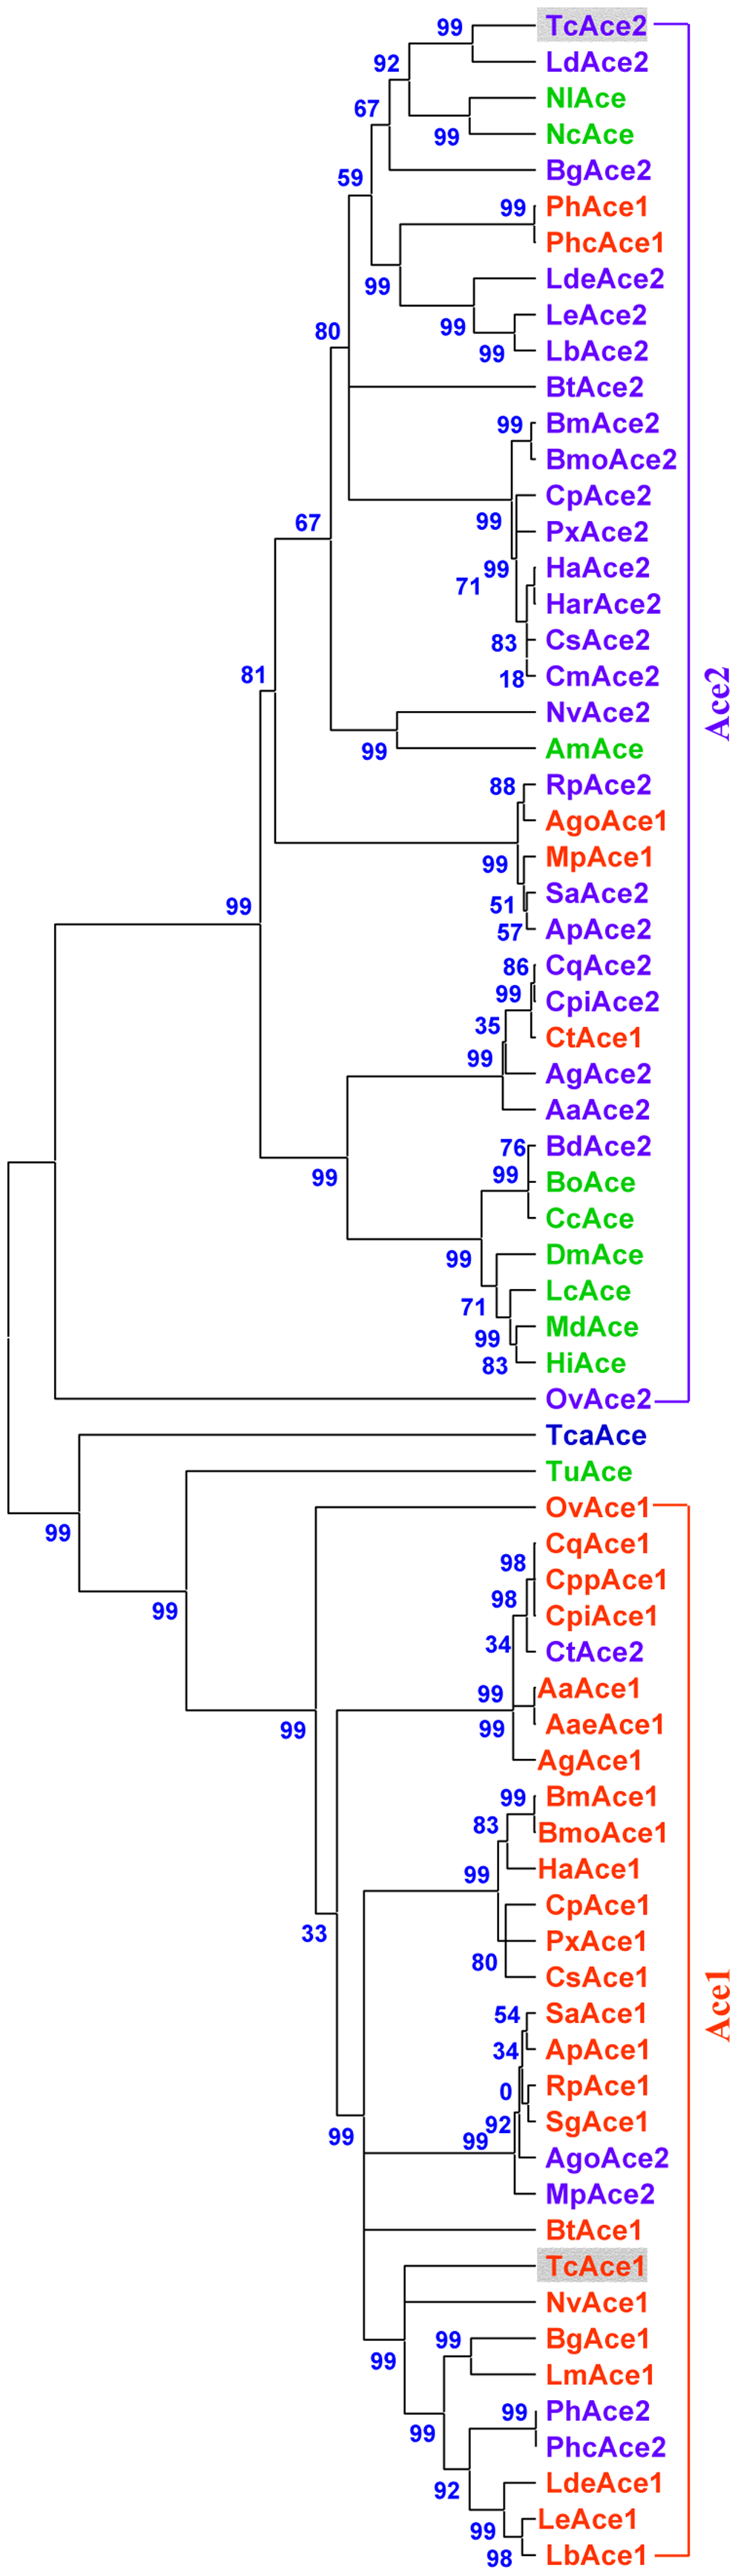 99 TcAce2
LdAce2
92
NlAce
67
99 NcAce
BgAce2
59
99 PhAce1
PhcAce1
99 LdeAce2
99 LeAce2
80
99 LbAce2
BtAce2
99 BmAce2
BmoAce2
CpAce2
99
67 PxAce2
99 HaAce2
71
HarAce2
83 CsAce2
81 18 CmAce2
Ace2
NvAce2
99 AmAce
88 RpAce2
AgoAce1
99 MpAce1
51 SaAce2
99
57 ApAce2
86 CqAce2
99 CpiAce2
35 CtAce1
99 AgAce2
AaAce2
76 BdAce2
99 99 BoAce
CcAce
99 DmAce
71 LcAce
99 MdAce
83 HiAce
OvAce2
TcaAce
TuAce
OvAce1
99
98 CqAce1
98 CppAce1
99 CpiAce1
34 CtAce2
99 AaAce1
99 99 AaeAce1
AgAce1
99 BmAce1
83 BmoAce1
99 HaAce1
33 CpAce1
PxAce1
80 CsAce1
Ace1
54 SaAce1
34 ApAce1
0 RpAce1
92 SgAce1
99 99
AgoAce2
MpAce2
BtAce1
TcAce1
NvAce1
99 99 BgAce1
LmAce1
99 PhAce2
99
PhcAce2
92 LdeAce1
99 LeAce1
98 LbAce1